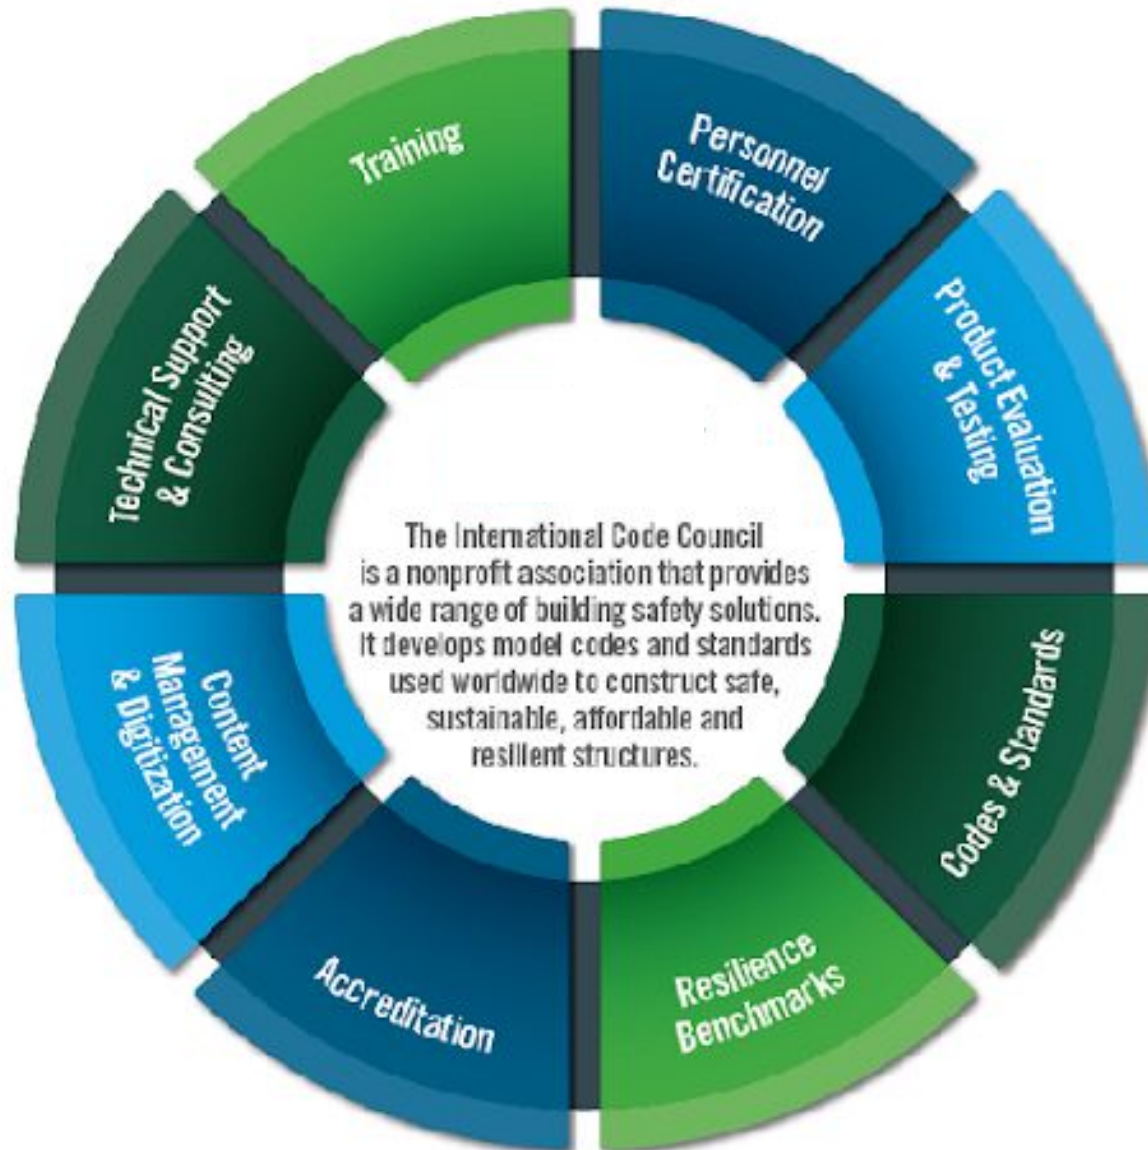 Training
Personnel
Certification
Product Evaluation
& Testing
Codes & Standards
Resilience
Benchmarks
Accreditation
Content
Management
& Digitization
Technical Support
& Consulting
The International Code Council
is a nonprofit association that provides
a wide range of building safety solutions.
It develops model codes and standards
used worldwide to construct safe,
sustainable, affordable and
resilient structures.